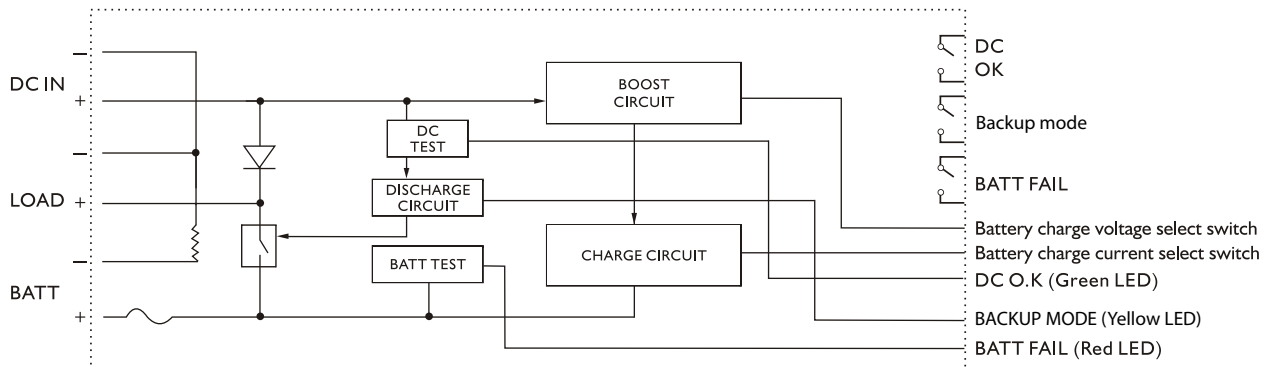 −
DC IN
+
−
LOAD +
−
BATT
+
BOOST
CIRCUIT
DC
TEST
DISCHARGE
CIRCUIT
BATT TEST
CHARGE CIRCUIT
DC
OK
Backup mode
BATT FAIL
Battery charge voltage select switch
Battery charge current select switch
DC O.K (Green LED)
BACKUP MODE (Yellow LED)
BATT FAIL (Red LED)